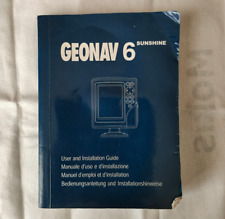 GEONAV 6 SUNSHINE
User and Installation Guide
Manuale d'uso e d'installazione
Manuel d'emploi et d'installation
Bedienungsanleitung und Installationshinweise